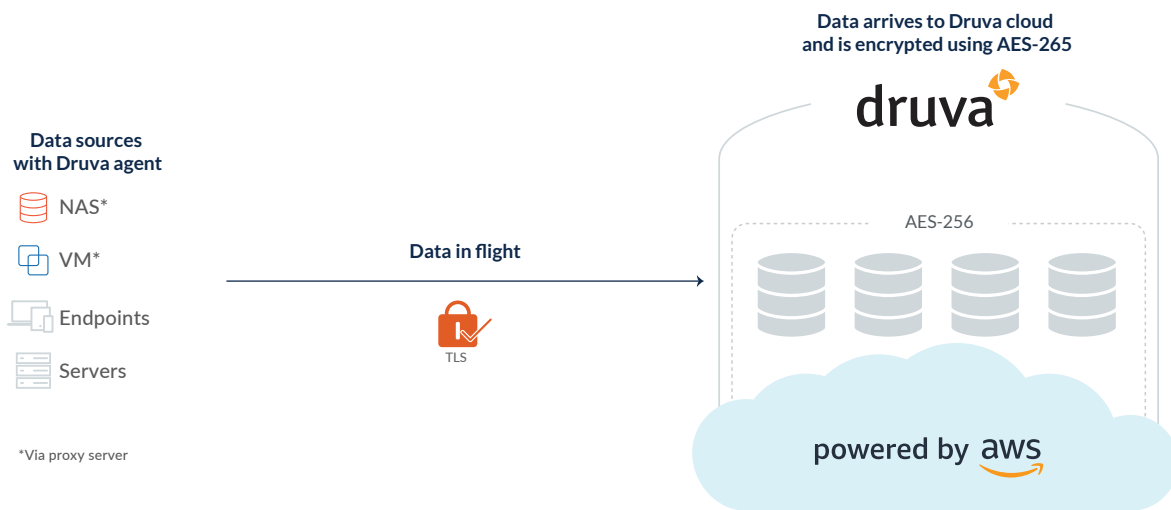 Data arrives to Druva cloud
and is encrypted using AES-265
druva
Data sources
with Druva agent
NAS*
VM*
Endpoints
Servers
*Via proxy server
Data in flight
TLS
AES-256
powered by aws